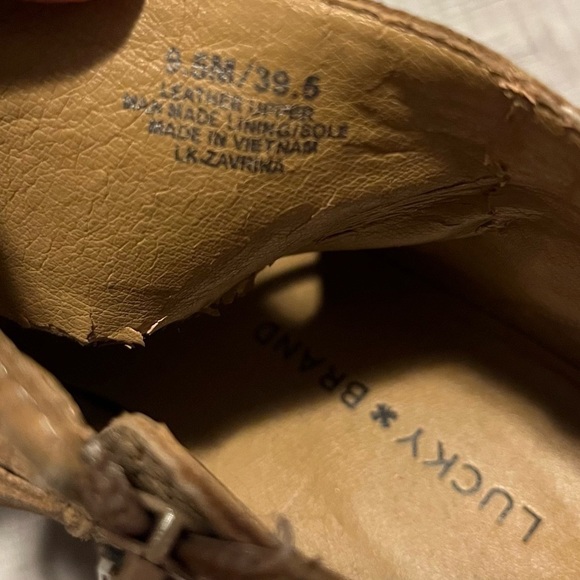 9.5M/39.5
LEATHER UPPER
MAN MADE LINING/SOLE
MADE IN VIETNAM
LK-ZAVRINA
LUCKY*BRAND